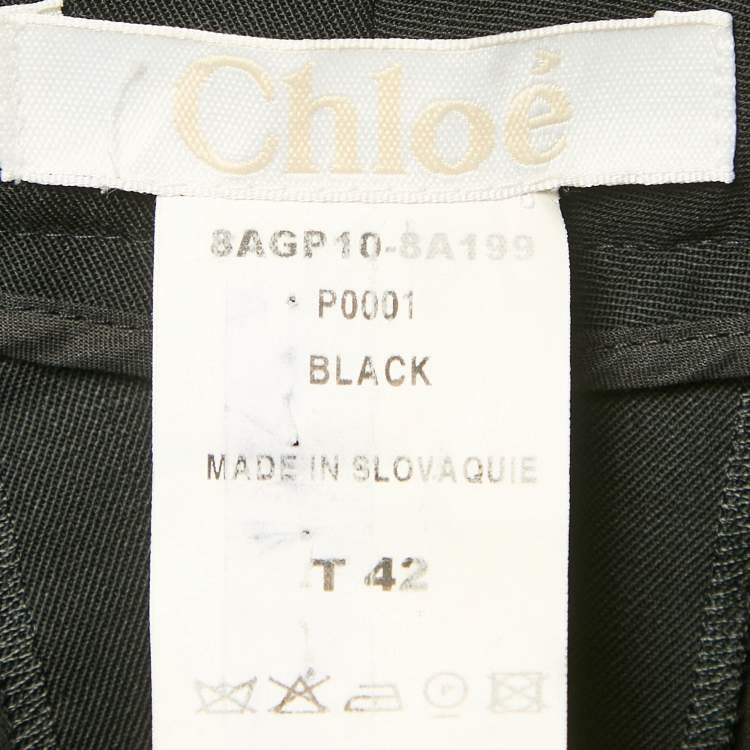 Chloé
8AGP10-8A199
P0001
BLACK
MADE IN SLOVAQUIE
T 42